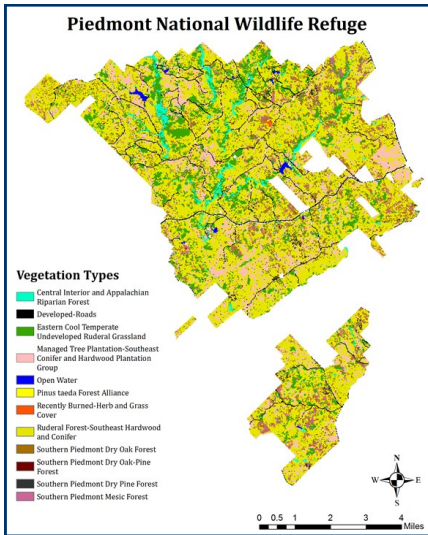 Piedmont National Wildlife Refuge
Vegetation Types
Central Interior and Appalachian
Riparian Forest
Developed-Roads
Eastern Cool Temperate
Undeveloped Ruderal Grassland
Managed Tree Plantation-Southeast
Conifer and Hardwood Plantation
Group
Open Water
Pinus taeda Forest Alliance
Recently Burned-Herb and Grass
Cover
Ruderal Forest-Southeast Hardwood
and Conifer
Southern Piedmont Dry Oak Forest
Southern Piedmont Dry Oak-Pine
Forest
Southern Piedmont Dry Pine Forest
Southern Piedmont Mesic Forest
N
W E
S
0 0.5 1 2 3 4
Miles